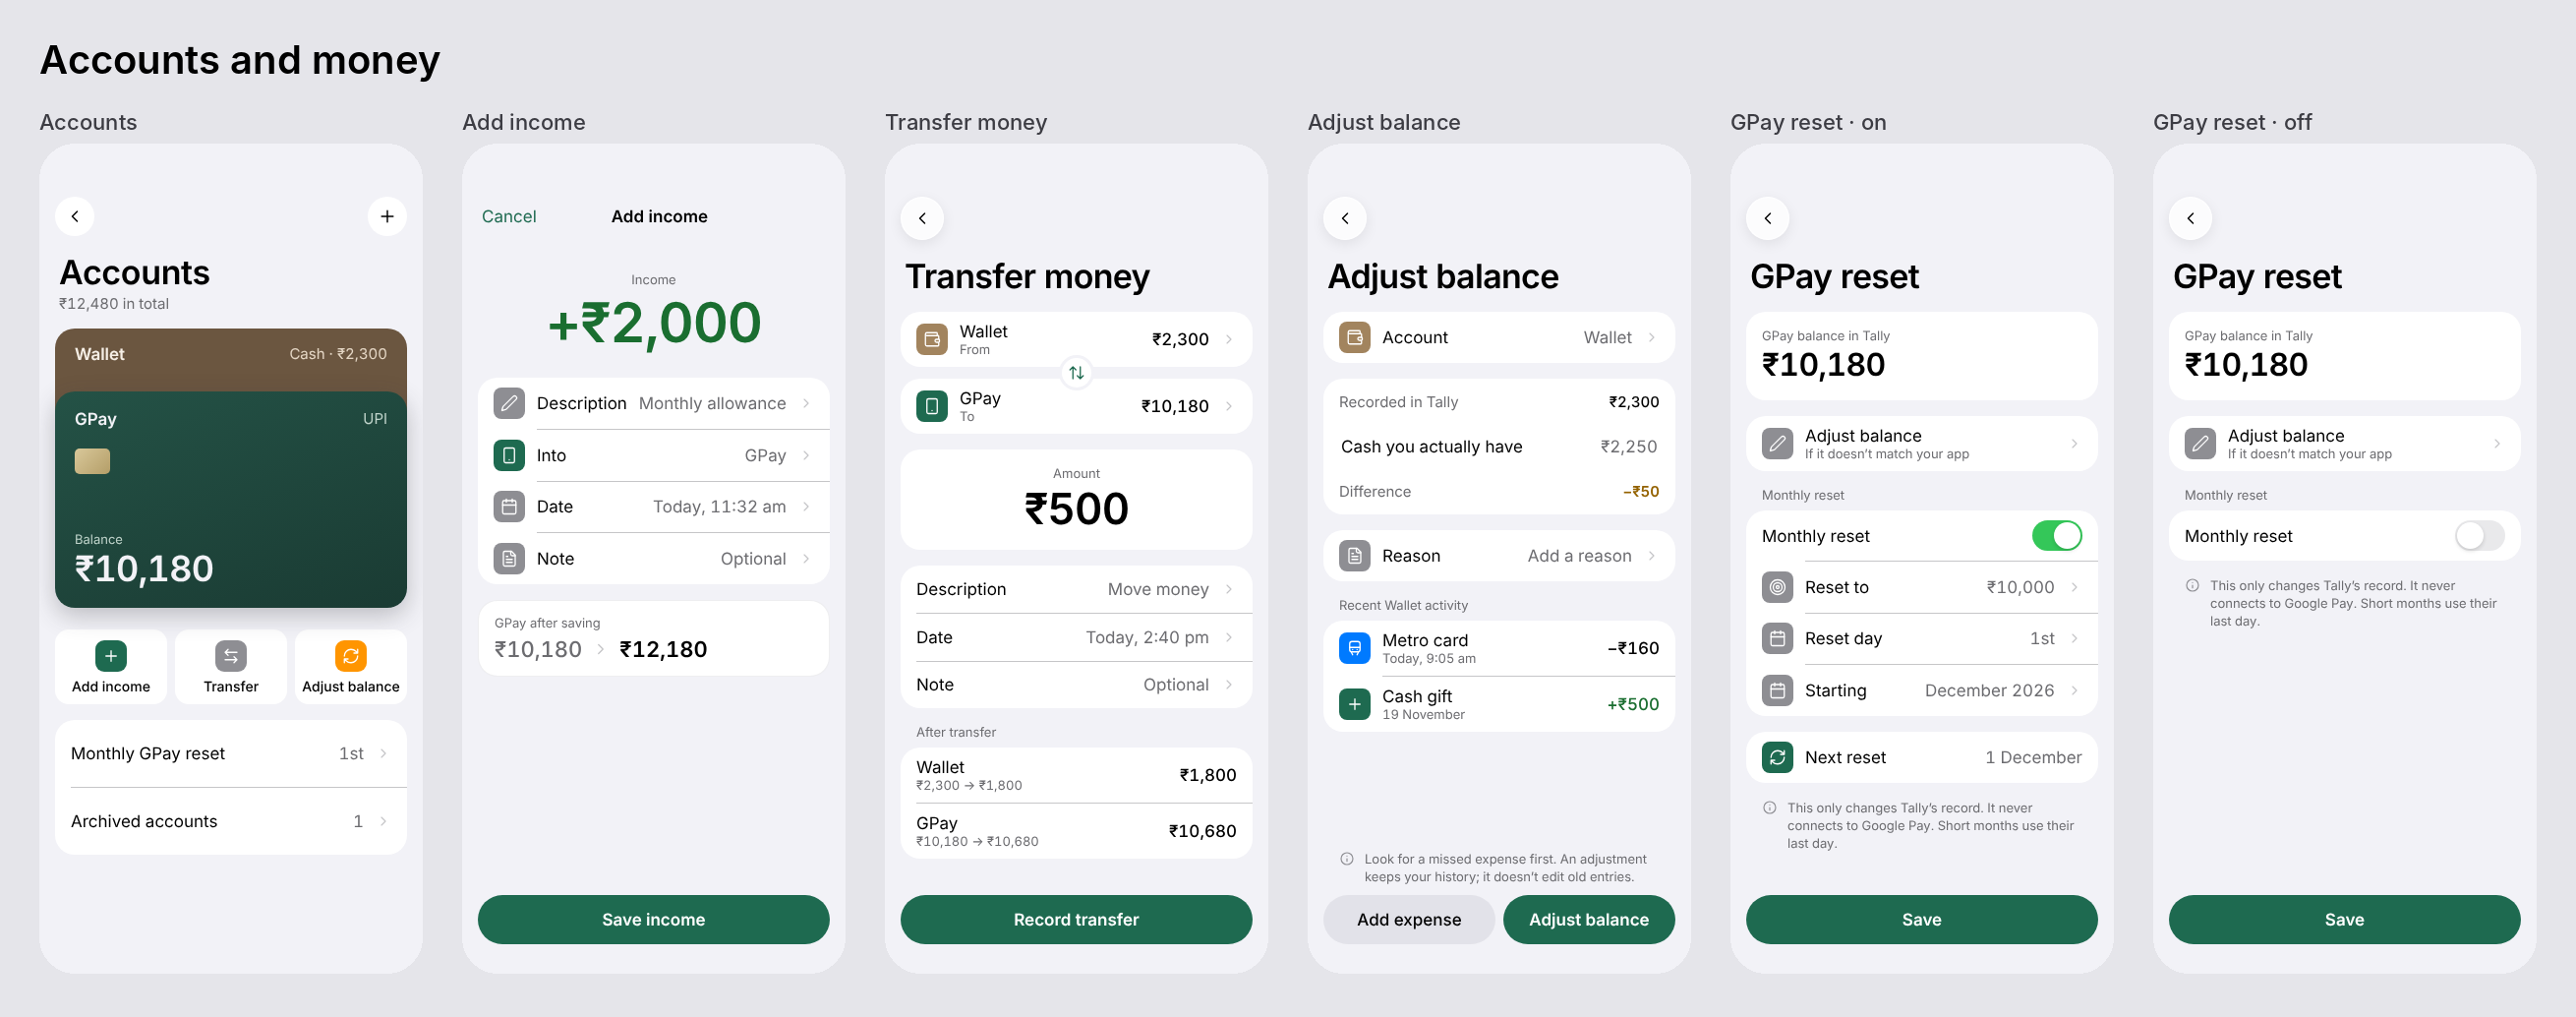 Accounts and money
Accounts
Accounts
₹12,480 in total
Wallet
Cash · ₹2,300
GPay
UPI
Balance
₹10,180
Add income
Transfer
Adjust balance
Monthly GPay reset
1st
Archived accounts
1
Add income
Cancel
Add income
Income
+₹2,000
Description
Monthly allowance
Into
GPay
Date
Today, 11:32 am
Note
Optional
GPay after saving
₹10,180
₹12,180
Save income
Transfer money
Transfer money
Wallet
From
₹2,300
GPay
To
₹10,180
Amount
₹500
Description
Move money
Date
Today, 2:40 pm
Note
Optional
After transfer
Wallet
₹2,300 → ₹1,800
₹1,800
GPay
₹10,180 → ₹10,680
₹10,680
Record transfer
Adjust balance
Adjust balance
Account
Wallet
Recorded in Tally
₹2,300
Cash you actually have
₹2,250
Difference
−₹50
Reason
Add a reason
Recent Wallet activity
Metro card
Today, 9:05 am
−₹160
Cash gift
19 November
+₹500
Look for a missed expense first. An adjustment
keeps your history; it doesn’t edit old entries.
Add expense
Adjust balance
GPay reset · on
GPay reset
GPay balance in Tally
₹10,180
Adjust balance
If it doesn’t match your app
Monthly reset
Monthly reset
Reset to
₹10,000
Reset day
1st
Starting
December 2026
Next reset
1 December
This only changes Tally’s record. It never
connects to Google Pay. Short months use their
last day.
Save
GPay reset · off
GPay reset
GPay balance in Tally
₹10,180
Adjust balance
If it doesn’t match your app
Monthly reset
Monthly reset
This only changes Tally’s record. It never
connects to Google Pay. Short months use their
last day.
Save